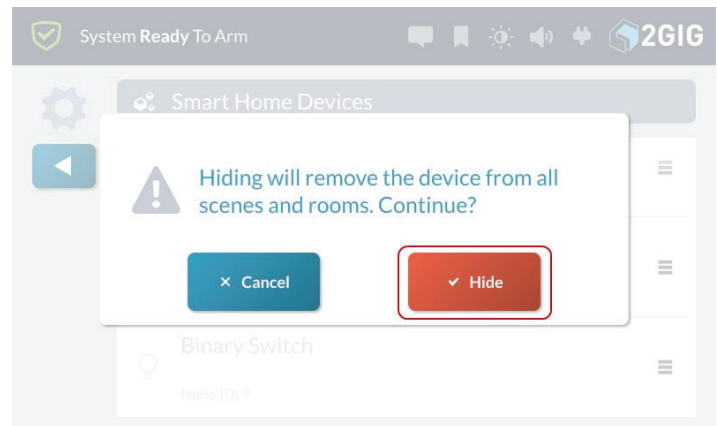 System Ready To Arm
2GIG
Smart Home Devices
Hiding will remove the device from all
scenes and rooms. Continue?
× Cancel
✓ Hide
Binary Switch
Node ID: 9